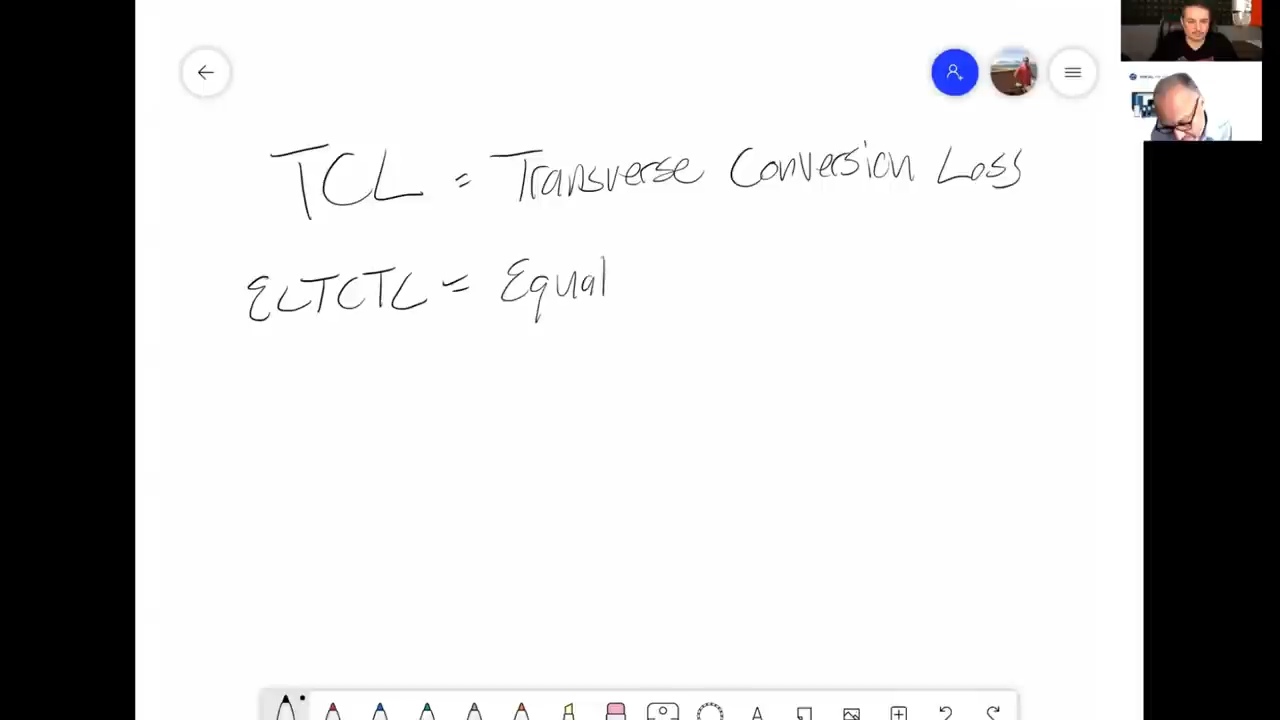 TCL = Transverse Conversion Loss
ELTCTL = Equal